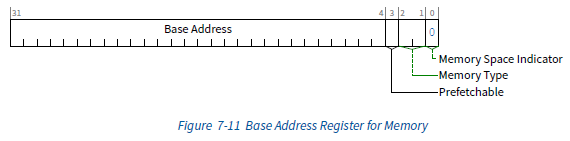 31 4 3 2 1 0
Base Address 0
Memory Space Indicator
Memory Type
Prefetchable
Figure 7-11 Base Address Register for Memory